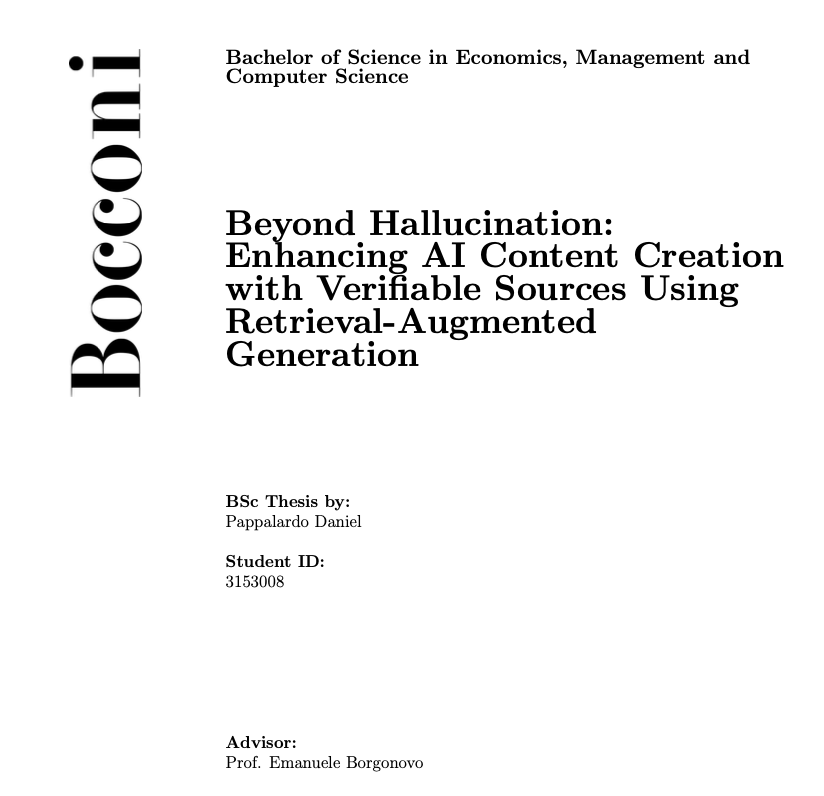 Bocconi
Bachelor of Science in Economics, Management and
Computer Science
Beyond Hallucination:
Enhancing AI Content Creation
with Verifiable Sources Using
Retrieval-Augmented
Generation
BSc Thesis by:
Pappalardo Daniel
Student ID:
3153008
Advisor:
Prof. Emanuele Borgonovo